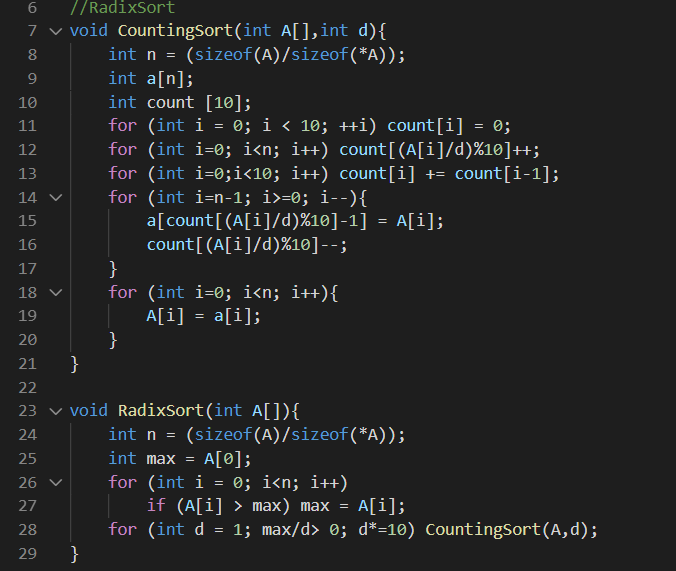 6 //RadixSort
7 void CountingSort(int A[],int d){
8 int n = (sizeof(A)/sizeof(*A));
9 int a[n];
10 int count [10];
11 for (int i = 0; i < 10; ++i) count[i] = 0;
12 for (int i=0; i<n; i++) count[(A[i]/d)%10]++;
13 for (int i=0;i<10; i++) count[i] += count[i-1];
14 for (int i=n-1; i>=0; i--){
15 a[count[(A[i]/d)%10]-1] = A[i];
16 count[(A[i]/d)%10]--;
17 }
18 for (int i=0; i<n; i++){
19 A[i] = a[i];
20 }
21 }
22
23 void RadixSort(int A[]){
24 int n = (sizeof(A)/sizeof(*A));
25 int max = A[0];
26 for (int i = 0; i<n; i++)
27 if (A[i] > max) max = A[i];
28 for (int d = 1; max/d> 0; d*=10) CountingSort(A,d);
29 }